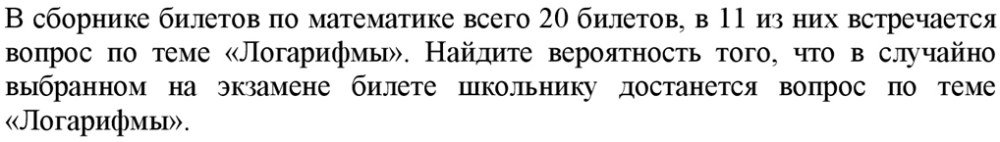 В сборнике билетов по математике всего 20 билетов, в 11 из них встречается
вопрос по теме «Логарифмы». Найдите вероятность того, что в случайно
выбранном на экзамене билете школьнику достанется вопрос по теме
«Логарифмы».